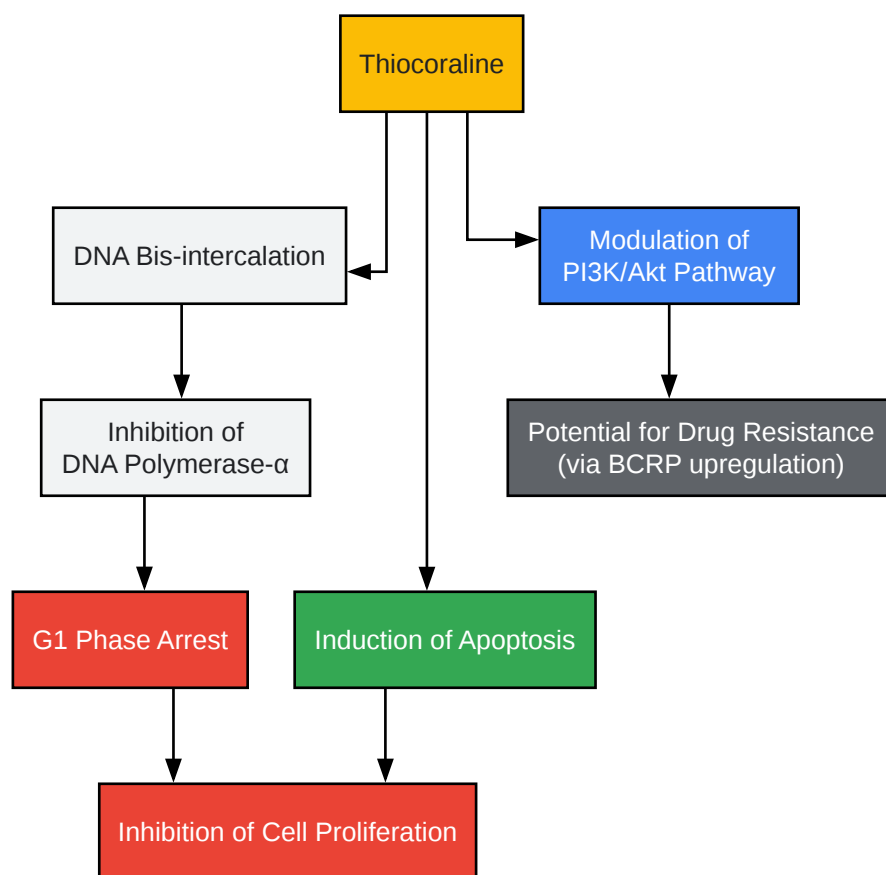 Thiocoraline
DNA Bis-intercalation
Modulation of
PI3K/Akt Pathway
Inhibition of
DNA Polymerase-α
Potential for Drug Resistance
(via BCRP upregulation)
G1 Phase Arrest
Induction of Apoptosis
Inhibition of Cell Proliferation